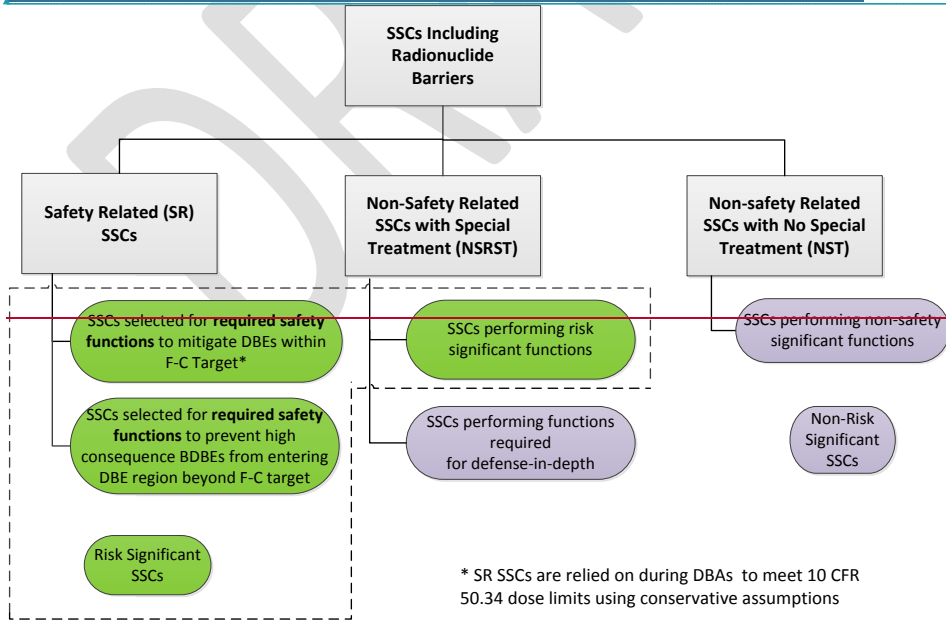 SSCs Including
Radionuclide
Barriers
Safety Related (SR)
SSCs
Non-Safety Related
SSCs with Special
Treatment (NSRST)
Non-safety Related
SSCs with No Special
Treatment (NST)
SSCs selected for required safety
functions to mitigate DBEs within
F-C Target*
SSCs performing risk
significant functions
SSCs performing non-safety
significant functions
SSCs selected for required safety
functions to prevent high
consequence BDBEs from entering
DBE region beyond F-C target
SSCs performing functions
required
for defense-in-depth
Non-Risk
Significant
SSCs
Risk Significant
SSCs
* SR SSCs are relied on during DBAs to meet 10 CFR
50.34 dose limits using conservative assumptions